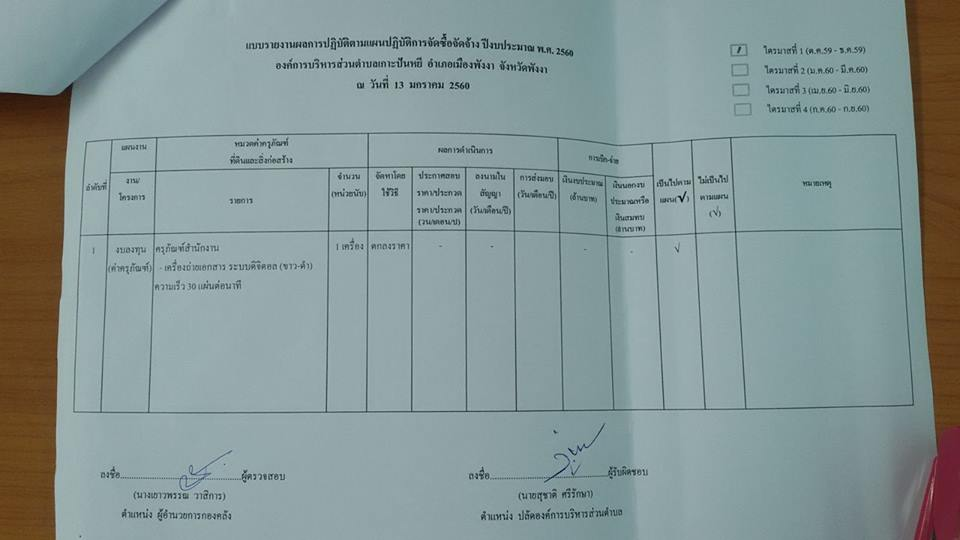 แบบรายงานผลการปฏิบัติตามแผนปฏิบัติการจัดซื้อจัดจ้าง ปีงบประมาณ พ.ศ. 2560
องค์การบริหารส่วนตำบลเกาะปันหยี อำเภอเมืองพังงา จังหวัดพังงา
ณ วันที่ 13 มกราคม 2560
ไตรมาสที่ 1 (ต.ค.59 - ธ.ค.59)
ไตรมาสที่ 2 (ม.ค.60 - มี.ค.60)
ไตรมาสที่ 3 (เม.ย.60 - มิ.ย.60)
ไตรมาสที่ 4 (ก.ค.60 - ก.ย.60)
ลำดับที่
แผนงาน
งาน/
โครงการ
หมวดค่าครุภัณฑ์
ที่ดินและสิ่งก่อสร้าง
รายการ
จำนวน
(หน่วยนับ)
ผลการดำเนินการ
จัดหาโดย
ใช้วิธี
ประกาศสอบ
ราคา/ประกวด
ราคา/ประกวด
(วัน/เดือน/ป)
ลงนามใน
สัญญา
(วัน/เดือน/ปี)
การส่งมอบ
(วัน/เดือน/ปี)
การเบิก-จ่าย
เงินงบประมาณ
(ล้านบาท)
เงินนอกงบ
ประมาณหรือ
เงินสมทบ
(ล้านบาท)
เป็นไปตาม
แผน(√)
ไม่เป็นไป
ตามแผน
(√)
หมายเหตุ
1 งบลงทุน ครุภัณฑ์สำนักงาน 1 เครื่อง ตกลงราคา - - - - √
(ค่าครุภัณฑ์) - เครื่องถ่ายเอกสาร ระบบดิจิตอล (ขาว-ดำ)
ความเร็ว 30 แผ่นต่อนาที
ลงชื่อ..............................ผู้ตรวจสอบ
(นางเยาวพรรณ วาสิการ)
ตำแหน่ง ผู้อำนวยการกองคลัง
ลงชื่อ..............................ผู้รับผิดชอบ
(นายสุชาติ ศรีรักษา)
ตำแหน่ง ปลัดองค์การบริหารส่วนตำบล